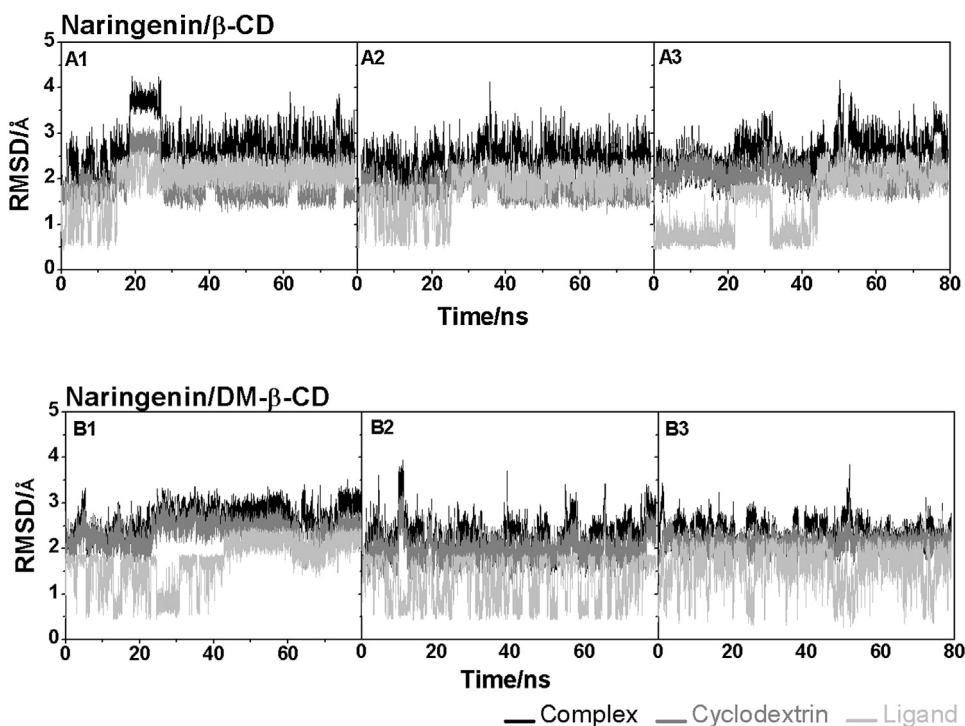 Naringenin/β-CD
A1 A2 A3
5
4
3
2
1
0
RMSD/Å
0 20 40 60 0 20 40 60 0 20 40 60 80
Time/ns
Naringenin/DM-β-CD
B1 B2 B3
5
4
3
2
1
0
RMSD/Å
0 20 40 60 0 20 40 60 0 20 40 60 80
Time/ns
Complex Cyclodextrin Ligand